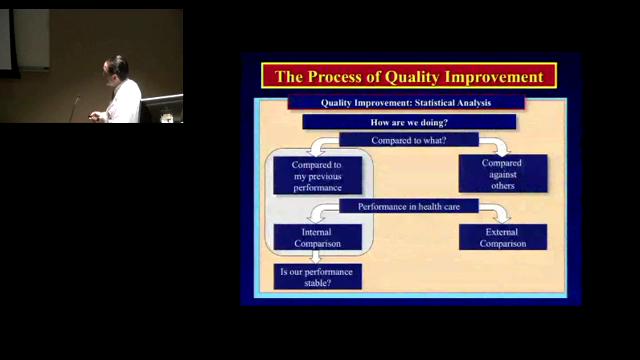 The Process of Quality Improvement
Quality Improvement: Statistical Analysis
How are we doing?
Compared to what?
Compared to
my previous
performance
Compared
against
others
Performance in health care
Internal
Comparison
External
Comparison
Is our performance
stable?